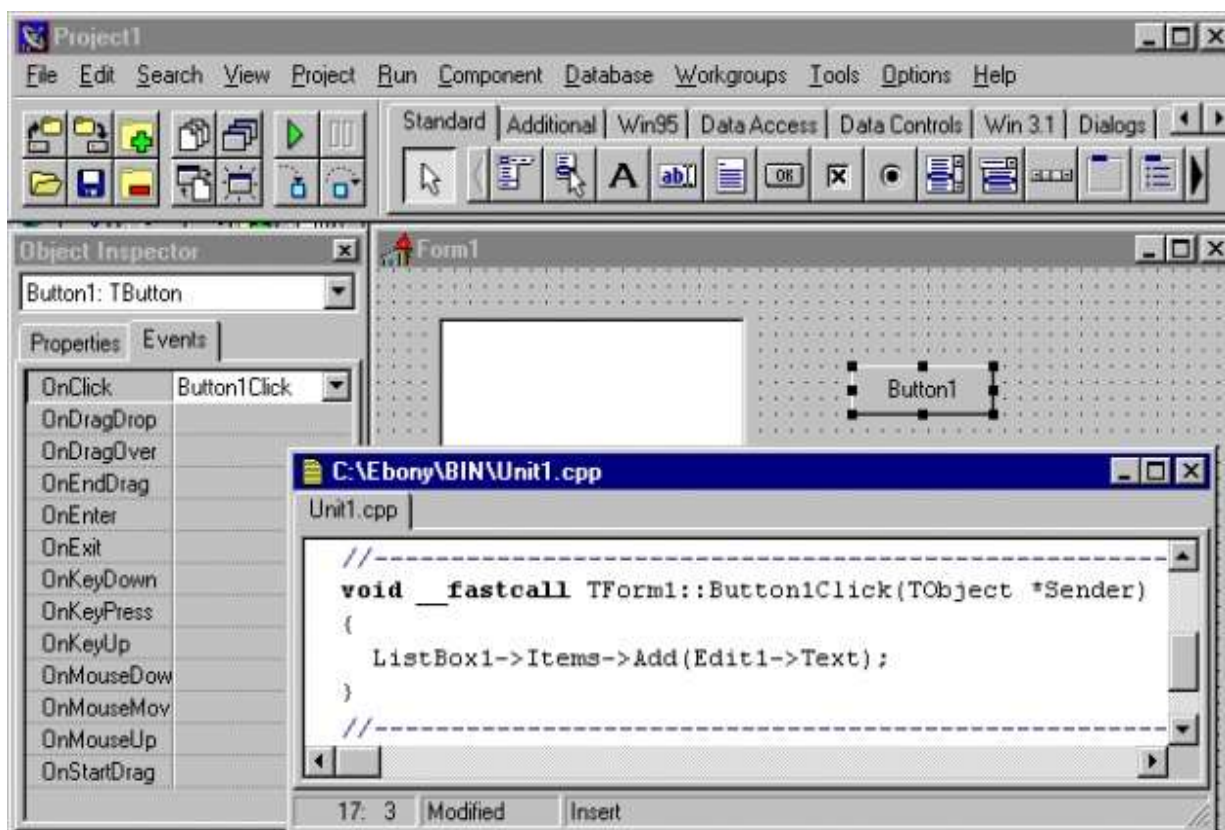 Project1
File Edit Search View Project Run Component Database Workgroups Tools Options Help
Standard Additional Win95 Data Access Data Controls Win 3.1 Dialogs
A ab OK
Object Inspector
Form1
Button1: TButton
Properties Events
OnClick Button1Click
Button1
OnDragDrop
OnDragOver
OnEndDrag
OnEnter
OnExit
OnKeyDown
OnKeyPress
OnKeyUp
OnMouseDow
OnMouseMov
OnMouseUp
OnStartDrag
C:\Ebony\BIN\Unit1.cpp
Unit1.cpp
//-----------------------------------------------------
void __fastcall TForm1::Button1Click(TObject *Sender)
{
ListBox1->Items->Add(Edit1->Text);
}
//-----------------------------------------------------
17: 3 Modified Insert